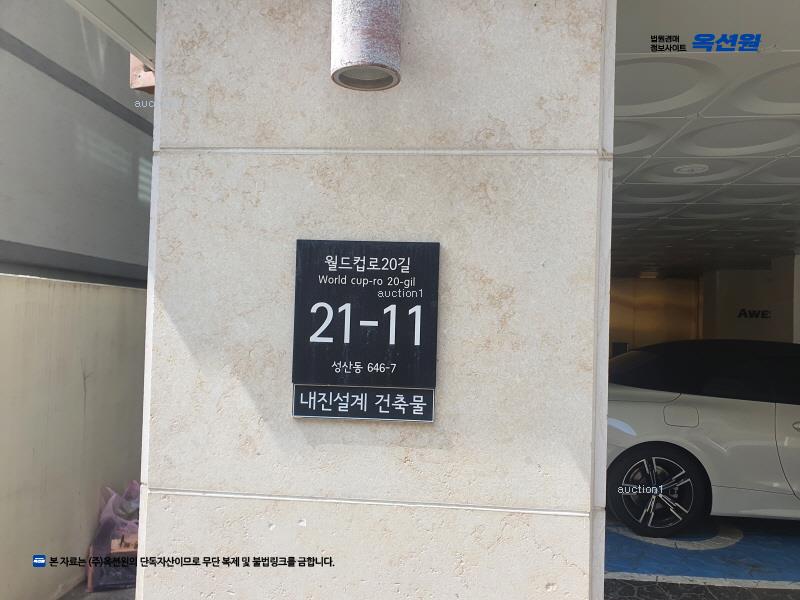 법원경매
정보사이트 옥션원
auction1
월드컵로20길
World cup-ro 20-gil
auction1
21-11
성산동 646-7
내진설계 건축물
AWE
auction1
본 자료는 (주)옥션원의 단독자산이므로 무단 복제 및 불법링크를 금합니다.